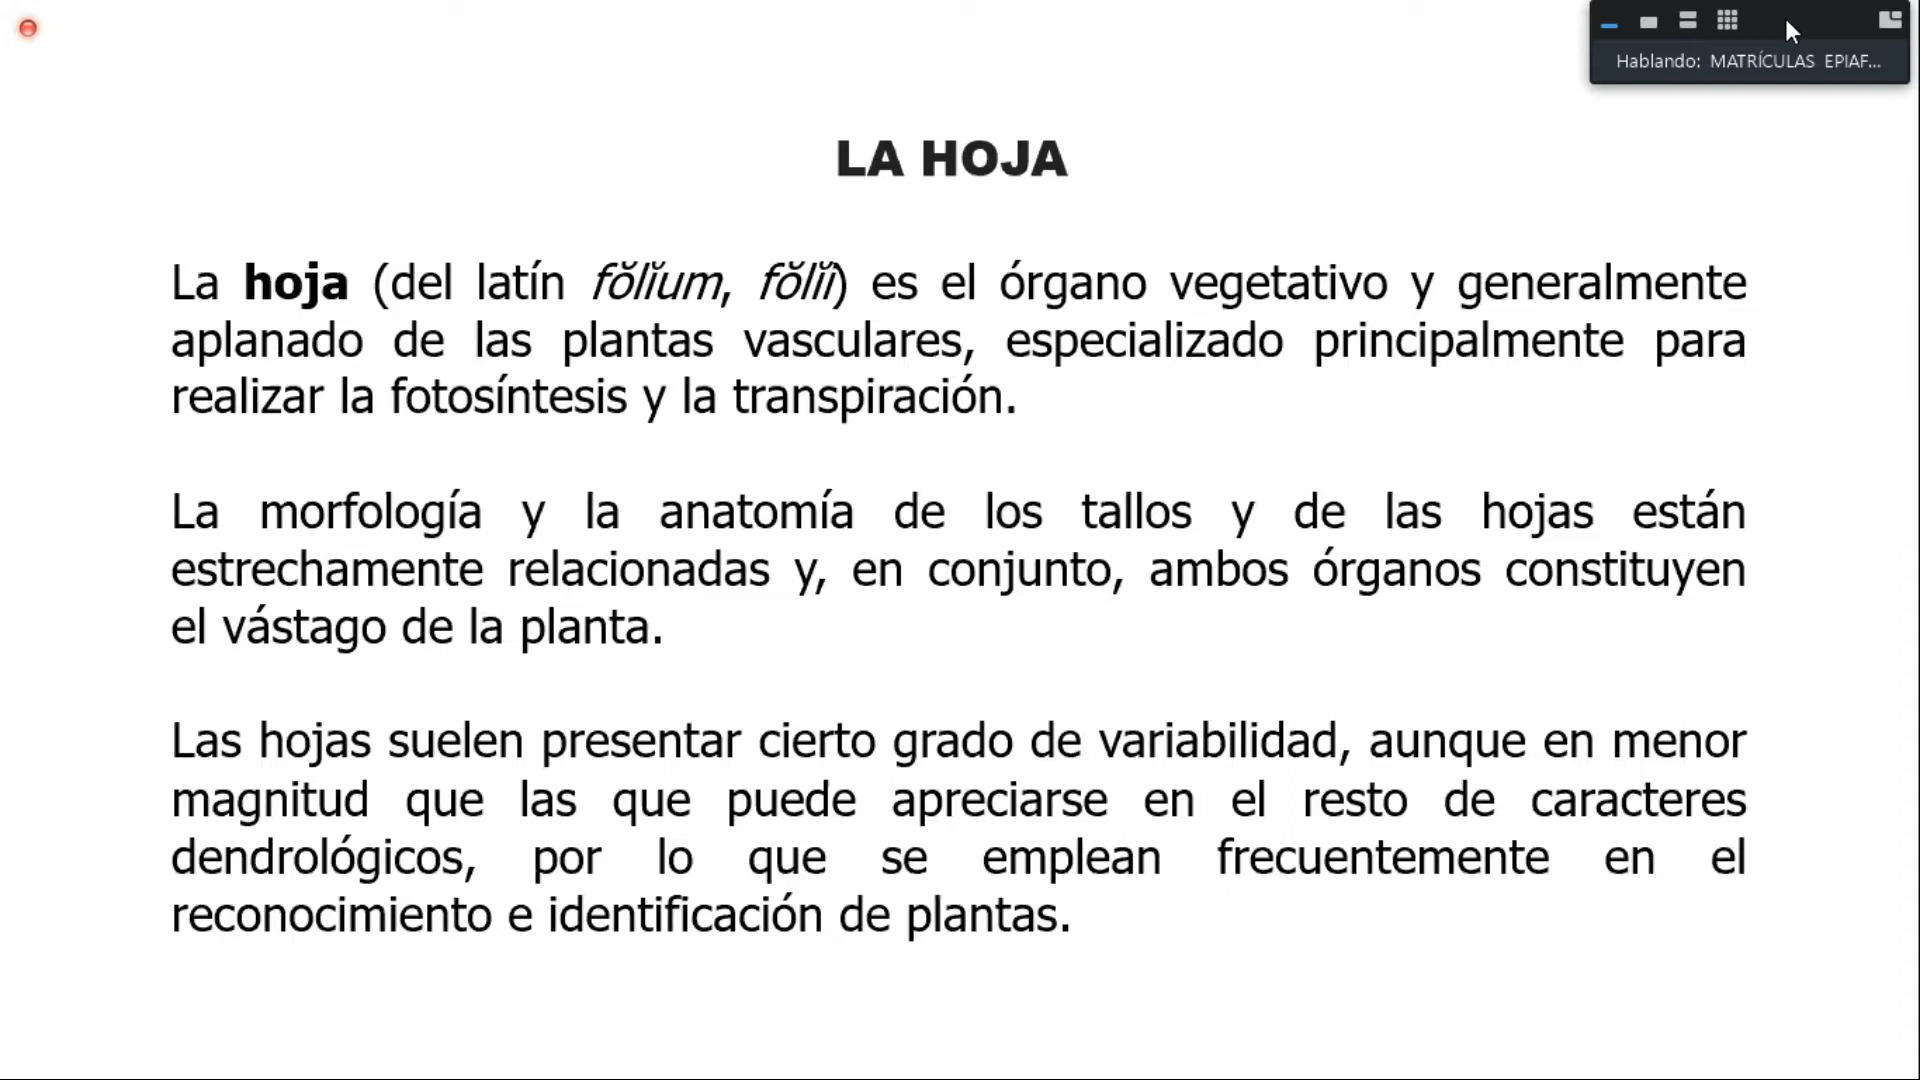 Hablando: MATRÍCULAS EPIAF...
LA HOJA
La hoja (del latín fŏlĭum, fŏlĭi) es el órgano vegetativo y generalmente
aplanado de las plantas vasculares, especializado principalmente para
realizar la fotosíntesis y la transpiración.
La morfología y la anatomía de los tallos y de las hojas están
estrechamente relacionadas y, en conjunto, ambos órganos constituyen
el vástago de la planta.
Las hojas suelen presentar cierto grado de variabilidad, aunque en menor
magnitud que las que puede apreciarse en el resto de caracteres
dendrológicos, por lo que se emplean frecuentemente en el
reconocimiento e identificación de plantas.